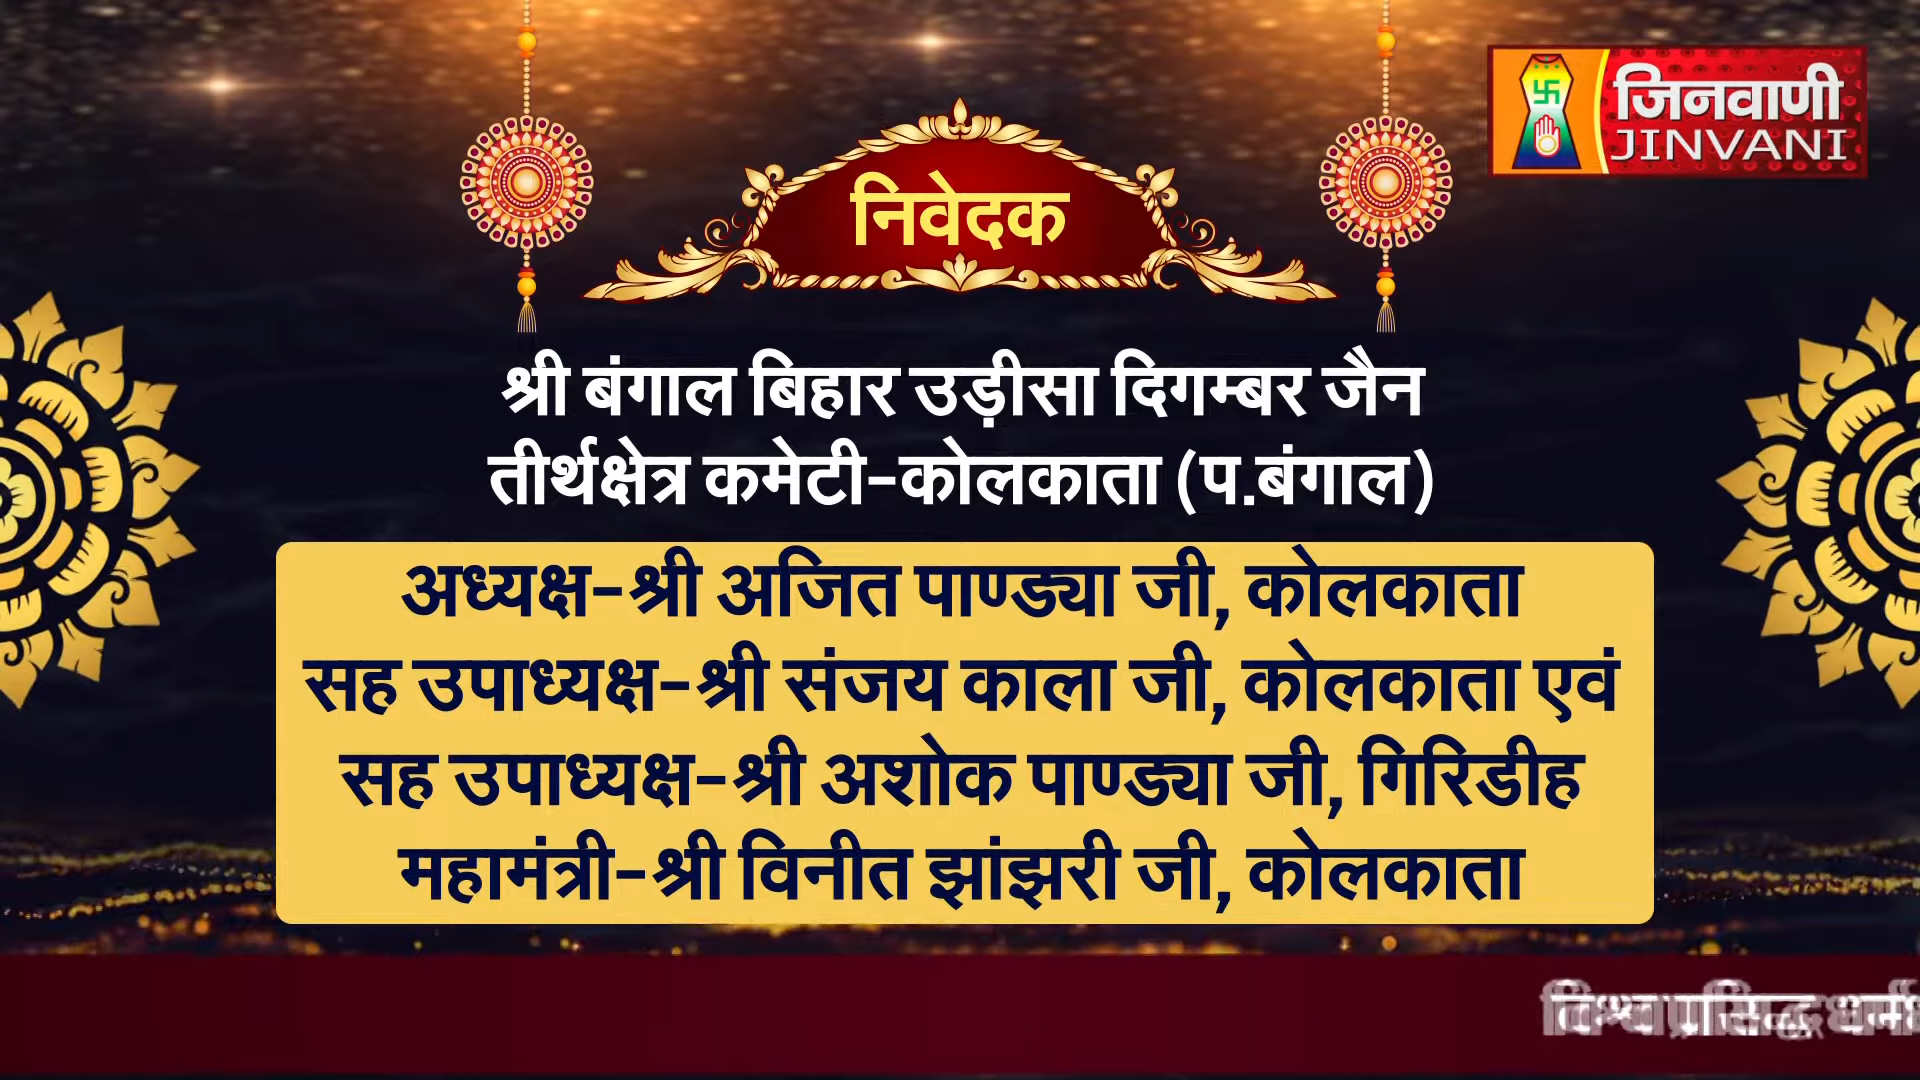 जिनवाणी
JINVANI
निवेदक
श्री बंगाल बिहार उड़ीसा दिगम्बर जैन
तीर्थक्षेत्र कमेटी-कोलकाता (प.बंगाल)
अध्यक्ष-श्री अजित पाण्ड्या जी, कोलकाता
सह उपाध्यक्ष-श्री संजय काला जी, कोलकाता एवं
सह उपाध्यक्ष-श्री अशोक पाण्ड्या जी, गिरिडीह
महामंत्री-श्री विनीत झांझरी जी, कोलकाता
विश्व प्रसिद्ध